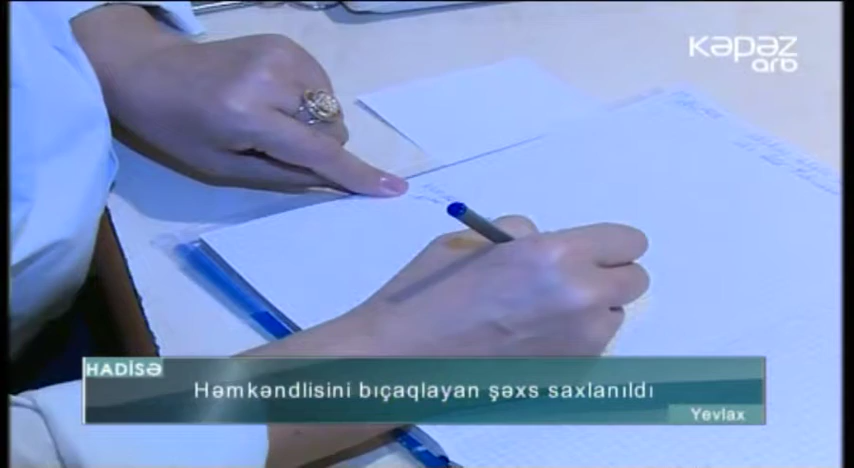 Kəpəz
arb
HADİSƏ
Həmkəndlisini bıçaqlayan şəxs saxlanıldı
Yevlax